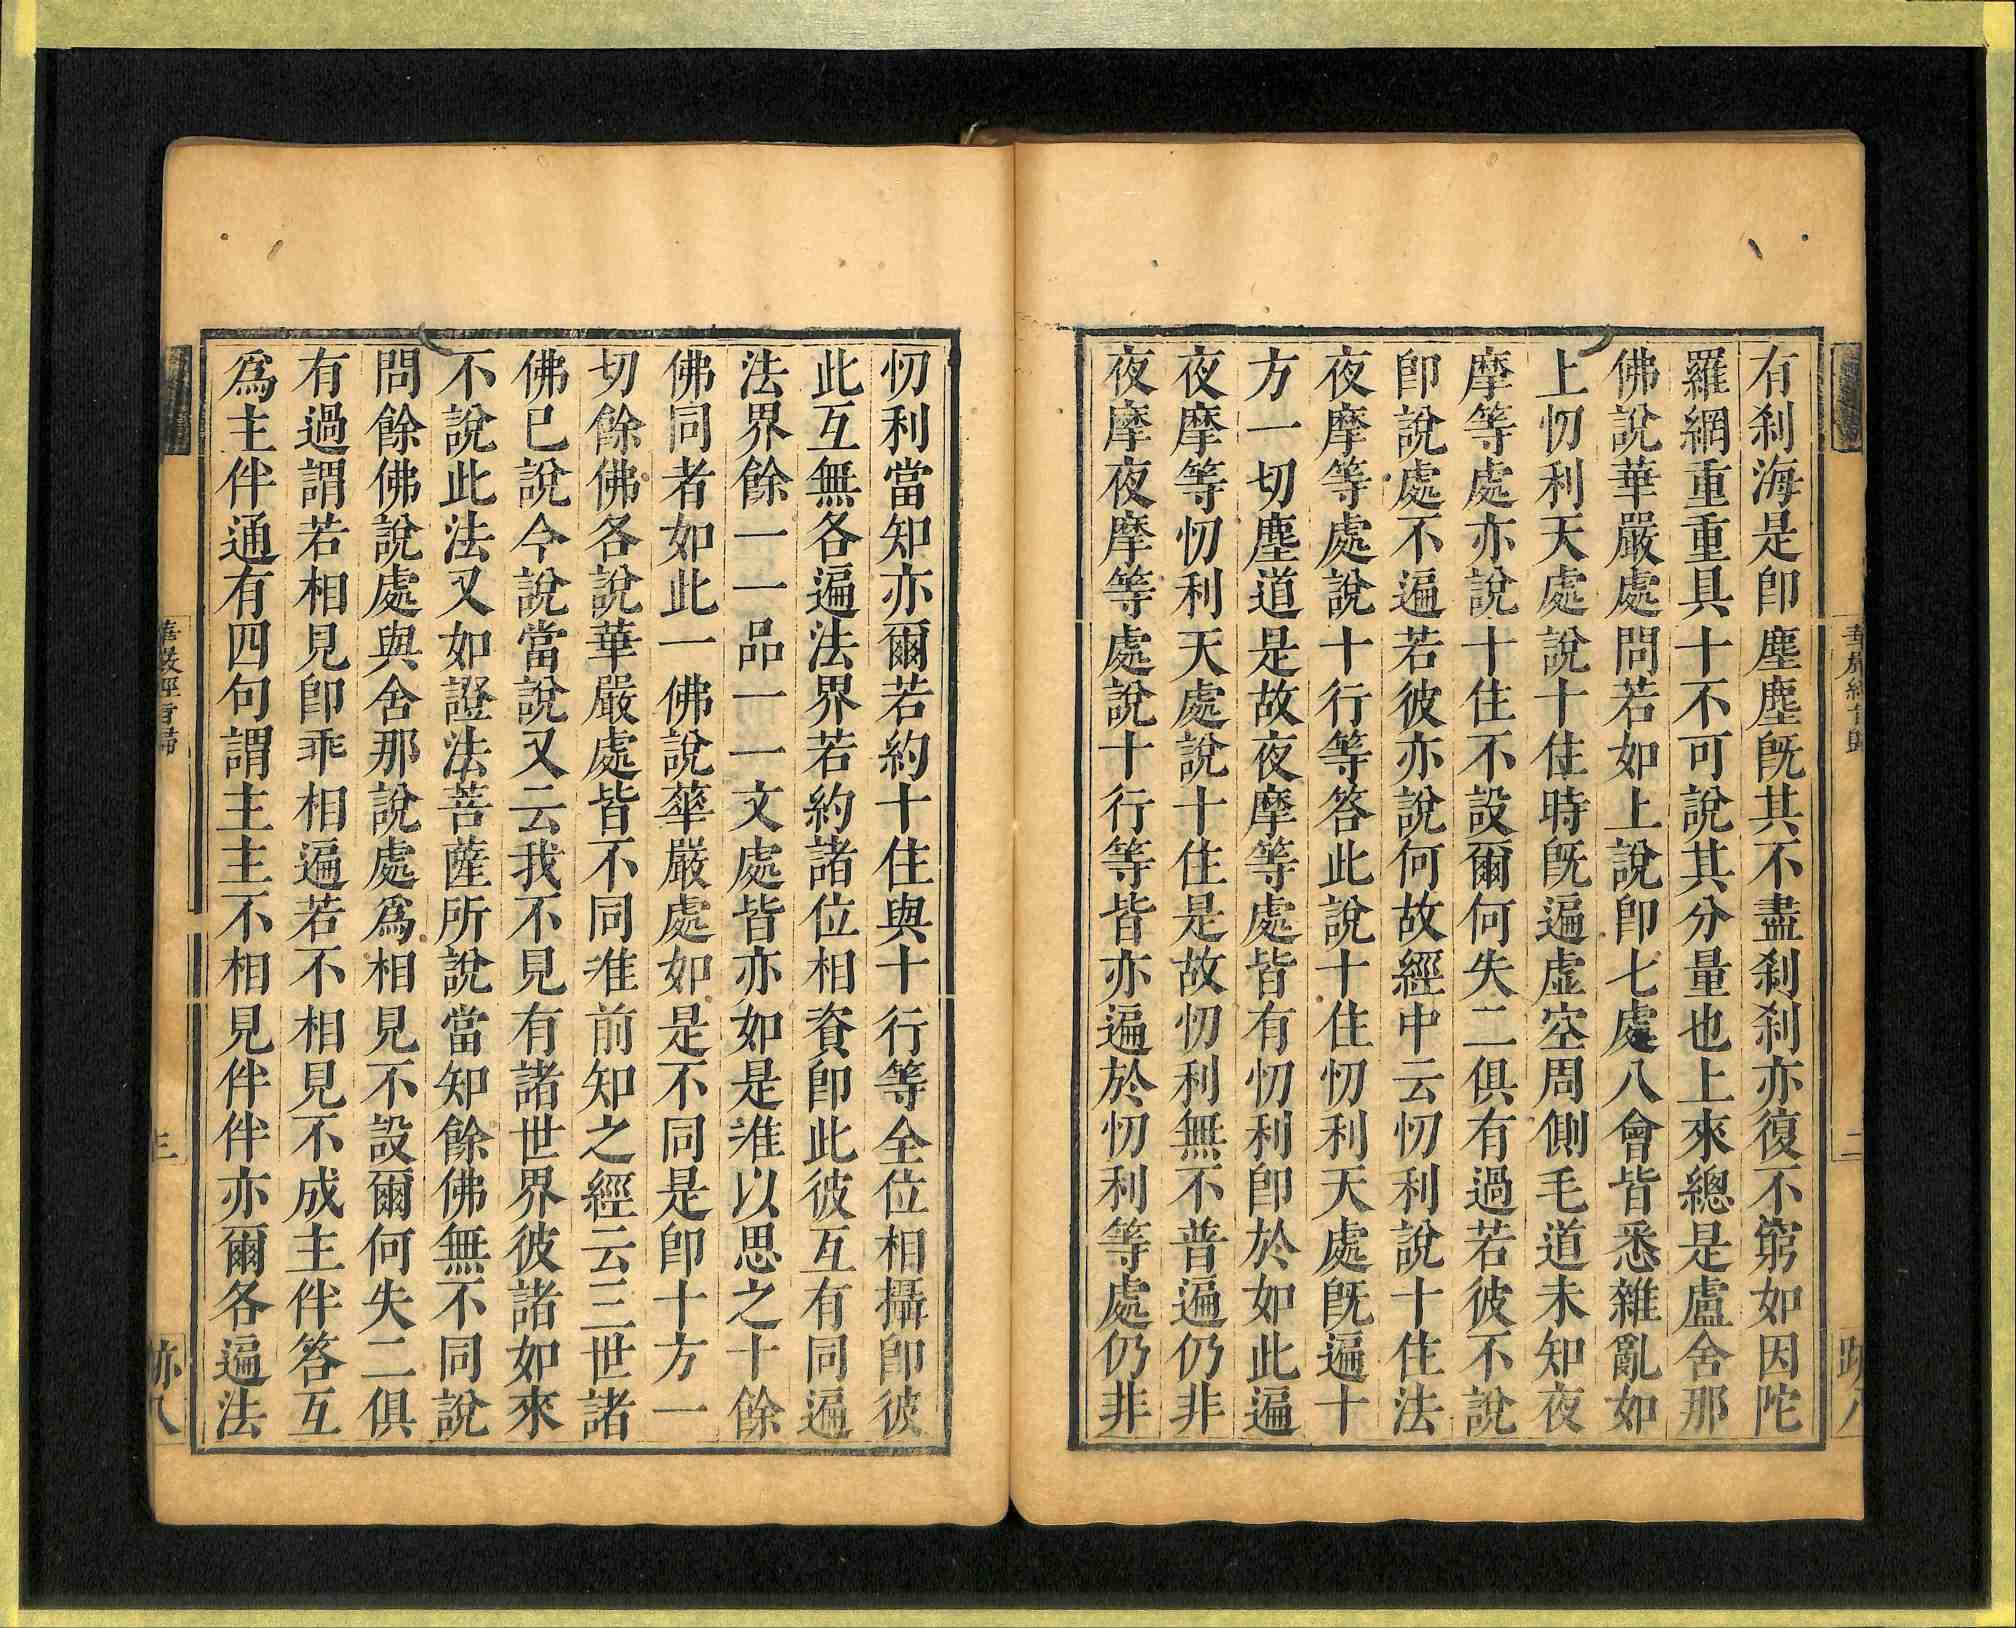 有刹海是卽塵塵旣其不盡刹刹亦復不窮如因陀
羅網重重具十不可說其分量也上來總是盧舍那
佛說華嚴處問若如上說卽七處八會皆悉雜亂如
上忉利天處說十住時旣遍虛空周側毛道未知夜
摩等處亦說十住不設爾何失二俱有過若彼不說
卽說處不遍若彼亦說何故經中云忉利說十住法
夜摩等處說十行等答此說十住忉利天處旣遍十
方一切塵道是故夜摩等處皆有忉利卽於如此遍
夜摩等忉利天處說十住是故忉利無不普遍仍非
夜摩夜摩等處說十行等皆亦遍於忉利等處仍非
忉利當知亦爾若約十住與十行等全位相攝卽彼
此互無各遍法界若約諸位相資卽此彼互有同遍
法界餘一一品一一文處皆亦如是准以思之十餘
佛同者如此一佛說華嚴處如是不同是卽十方一
切餘佛各說華嚴處皆不同准前知之經云三世諸
佛已說今說當說又云我不見有諸世界彼諸如來
不說此法又如證法菩薩所說當知餘佛無不同說
問餘佛說處與舍那說處爲相見不設爾何失二俱
有過謂若相見卽乖相遍若不相見不成主伴答互
爲主伴通有四句謂主主不相見伴伴亦爾各遍法
華嚴經旨歸
三